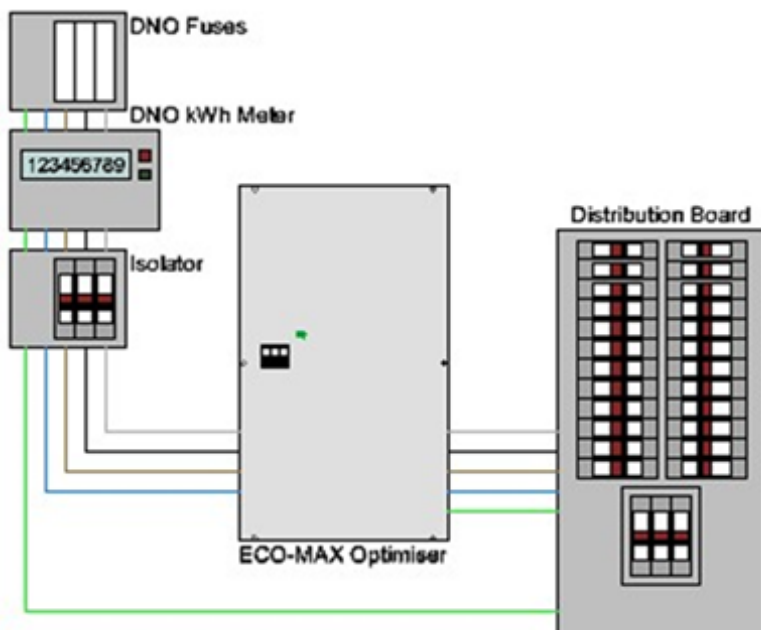 DNO Fuses
DNO kWh Meter
123456789
Isolator
Distribution Board
ECO-MAX Optimiser